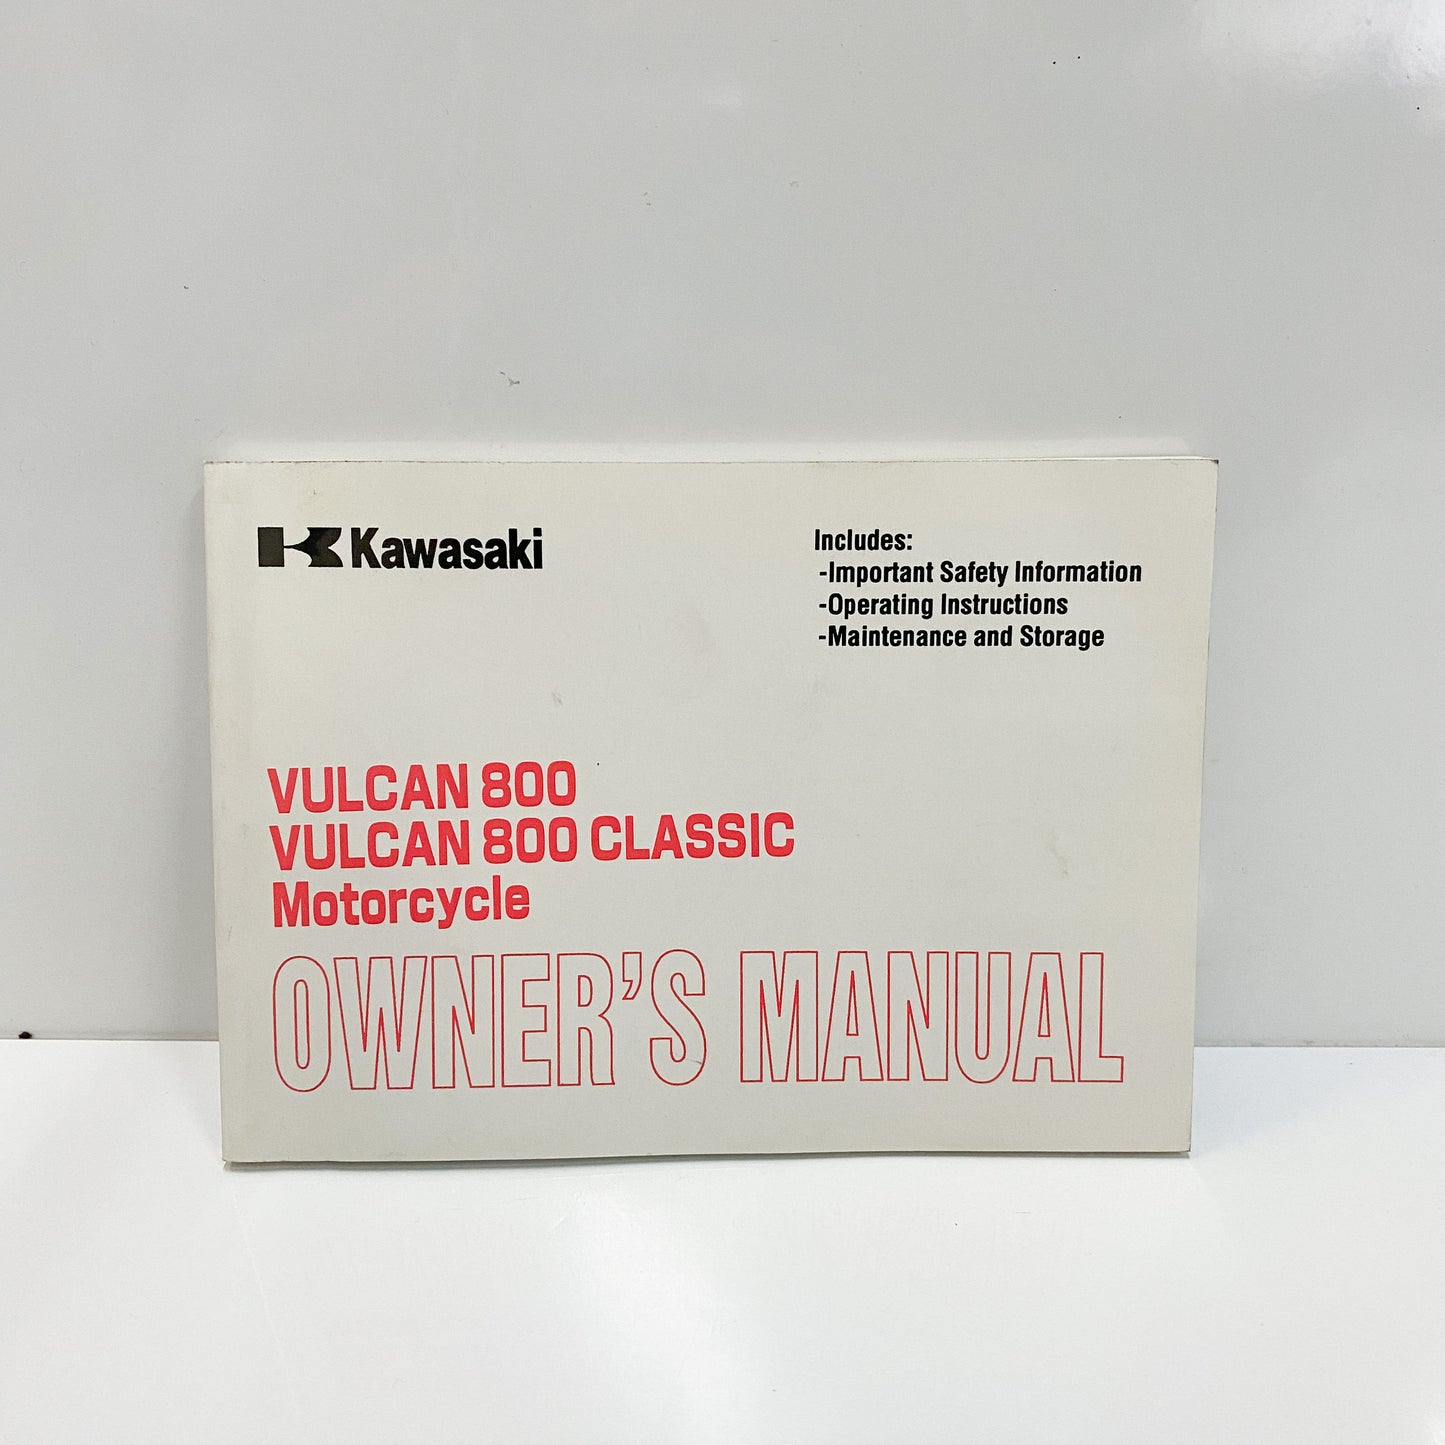 Kawasaki
Includes:
-Important Safety Information
-Operating Instructions
-Maintenance and Storage
VULCAN 800
VULCAN 800 CLASSIC
Motorcycle
OWNER'S MANUAL